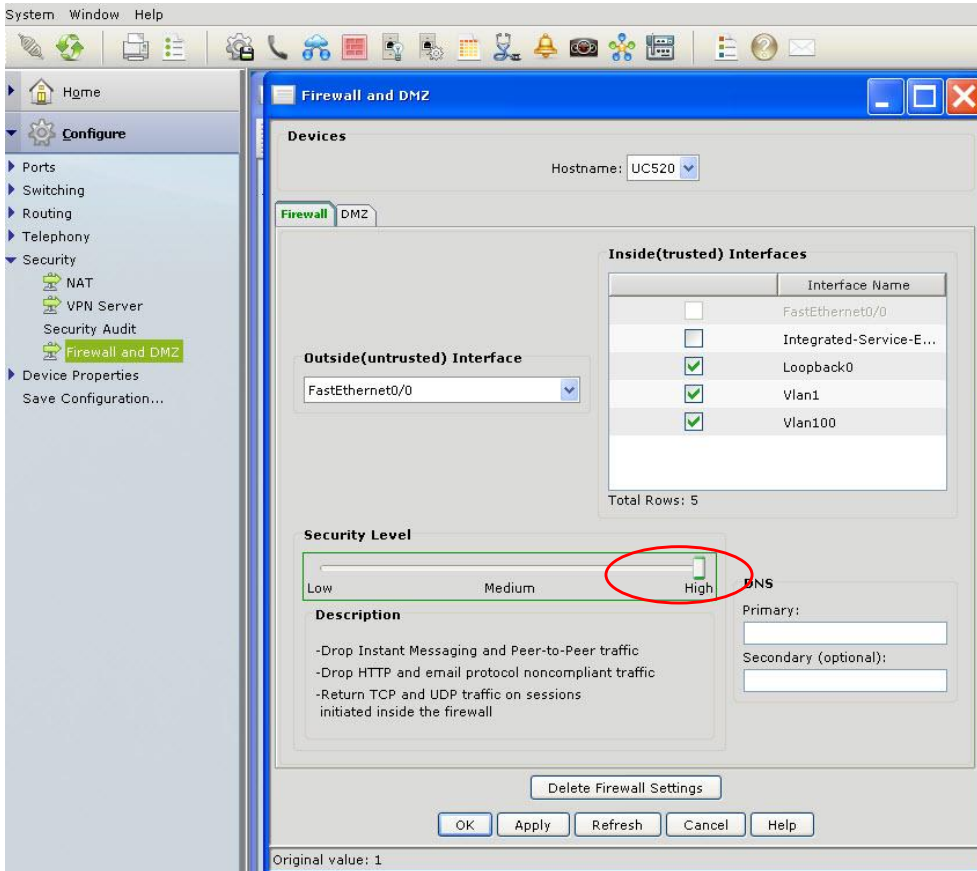 System Window Help
Home
Configure
Ports
Switching
Routing
Telephony
Security
NAT
VPN Server
Security Audit
Firewall and DMZ
Device Properties
Save Configuration...
Firewall and DMZ
Devices
Hostname: UC520
Firewall DMZ
Outside(untrusted) Interface
FastEthernet0/0
Inside(trusted) Interfaces
Interface Name
FastEthernet0/0
Integrated-Service-E...
Loopback0
Vlan1
Vlan100
Total Rows: 5
Security Level
Low Medium High
Description
-Drop Instant Messaging and Peer-to-Peer traffic
-Drop HTTP and email protocol noncompliant traffic
-Return TCP and UDP traffic on sessions
initiated inside the firewall
DNS
Primary:
Secondary (optional):
Delete Firewall Settings
OK Apply Refresh Cancel Help
Original value: 1